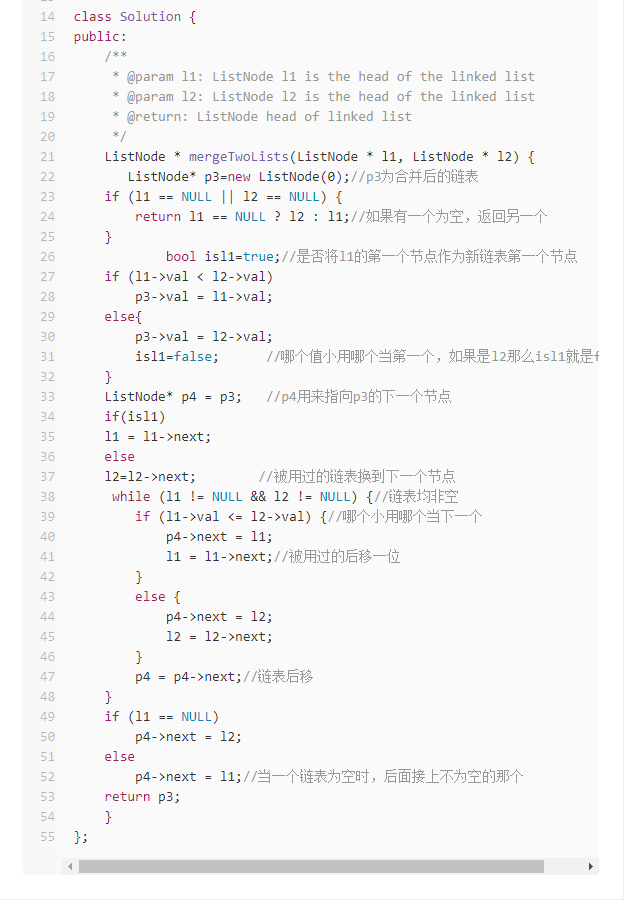 14 class Solution {
15 public:
16     /**
17      * @param l1: ListNode l1 is the head of the linked list
18      * @param l2: ListNode l2 is the head of the linked list
19      * @return: ListNode head of linked list
20      */
21     ListNode * mergeTwoLists(ListNode * l1, ListNode * l2) {
22        ListNode* p3=new ListNode(0);//p3为合并后的链表
23     if (l1 == NULL || l2 == NULL) {
24         return l1 == NULL ? l2 : l1;//如果有一个为空，返回另一个
25     }
26             bool isl1=true;//是否将l1的第一个节点作为新链表第一个节点
27     if (l1->val < l2->val)
28         p3->val = l1->val;
29     else{
30         p3->val = l2->val;
31         isl1=false;      //哪个值小用哪个当第一个，如果是l2那么isl1就是f
32     }
33     ListNode* p4 = p3;   //p4用来指向p3的下一个节点
34     if(isl1)
35     l1 = l1->next;
36     else
37     l2=l2->next;        //被用过的链表换到下一个节点
38      while (l1 != NULL && l2 != NULL) {//链表均非空
39         if (l1->val <= l2->val) {//哪个小用哪个当下一个
40             p4->next = l1;
41             l1 = l1->next;//被用过的后移一位
42         }
43         else {
44             p4->next = l2;
45             l2 = l2->next;
46         }
47         p4 = p4->next;//链表后移
48     }
49     if (l1 == NULL)
50         p4->next = l2;
51     else
52         p4->next = l1;//当一个链表为空时，后面接上不为空的那个
53     return p3;
54     }
55 };